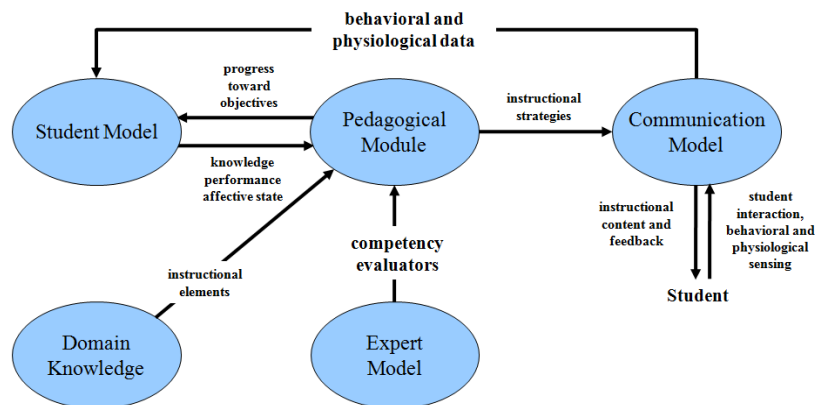 behavioral and
physiological data
progress
toward
objectives
Student Model
Pedagogical
Module
instructional
strategies
Communication
Model
knowledge
performance
affective state
instructional
content and
feedback
student
interaction,
behavioral and
physiological
sensing
competency
evaluators
instructional
elements
Student
Domain
Knowledge
Expert
Model